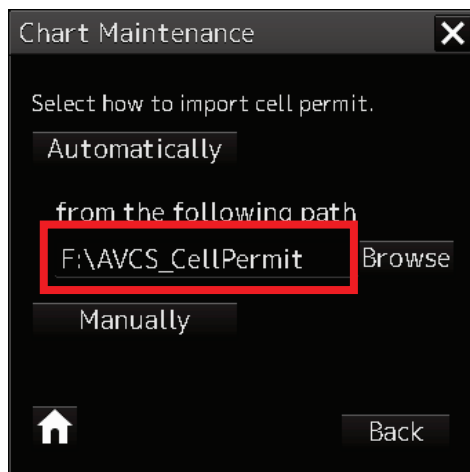 Chart Maintenance
Select how to import cell permit.
Automatically
from the following path
F:\AVCS_CellPermit Browse
Manually
Back